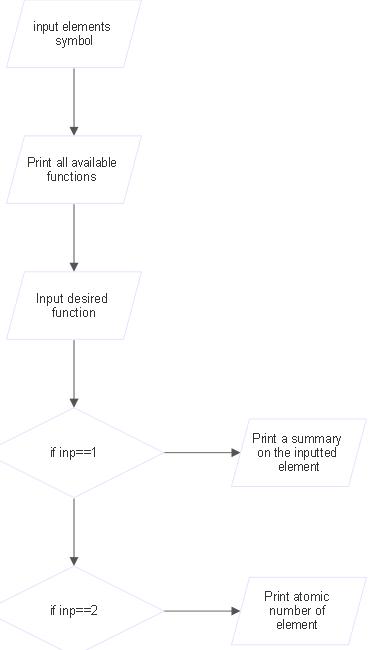 input elements
symbol
Print all available
functions
Input desired
function
if inp==1
Print a summary
on the inputted
element
if inp==2
Print atomic
number of
element